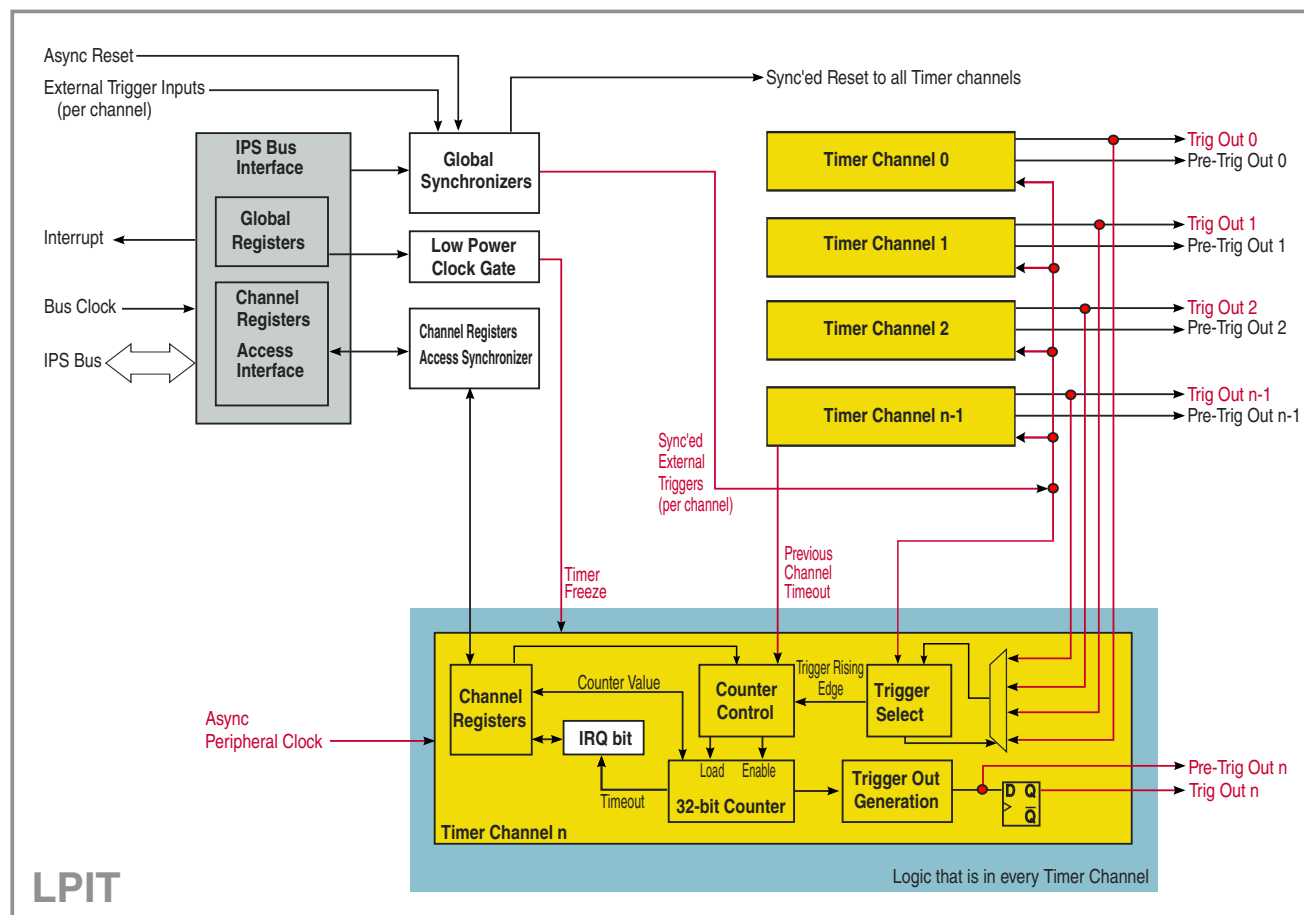 Async Reset
External Trigger Inputs
(per channel)
Sync'ed Reset to all Timer channels
IPS Bus
Interface
Global
Registers
Channel
Registers
Access
Interface
Interrupt
Bus Clock
IPS Bus
Global
Synchronizers
Low Power
Clock Gate
Channel Registers
Access Synchronizer
Timer Channel 0
Trig Out 0
Pre-Trig Out 0
Timer Channel 1
Trig Out 1
Pre-Trig Out 1
Timer Channel 2
Trig Out 2
Pre-Trig Out 2
Timer Channel n-1
Trig Out n-1
Pre-Trig Out n-1
Sync'ed
External
Triggers
(per channel)
Timer
Freeze
Previous
Channel
Timeout
Async
Peripheral Clock
Channel
Registers
Counter Value
IRQ bit
Timeout
Counter
Control
Load
Enable
32-bit Counter
Trigger Rising
Edge
Trigger
Select
Trigger Out
Generation
D Q
Q̅
Pre-Trig Out n
Trig Out n
Timer Channel n
Logic that is in every Timer Channel
LPIT